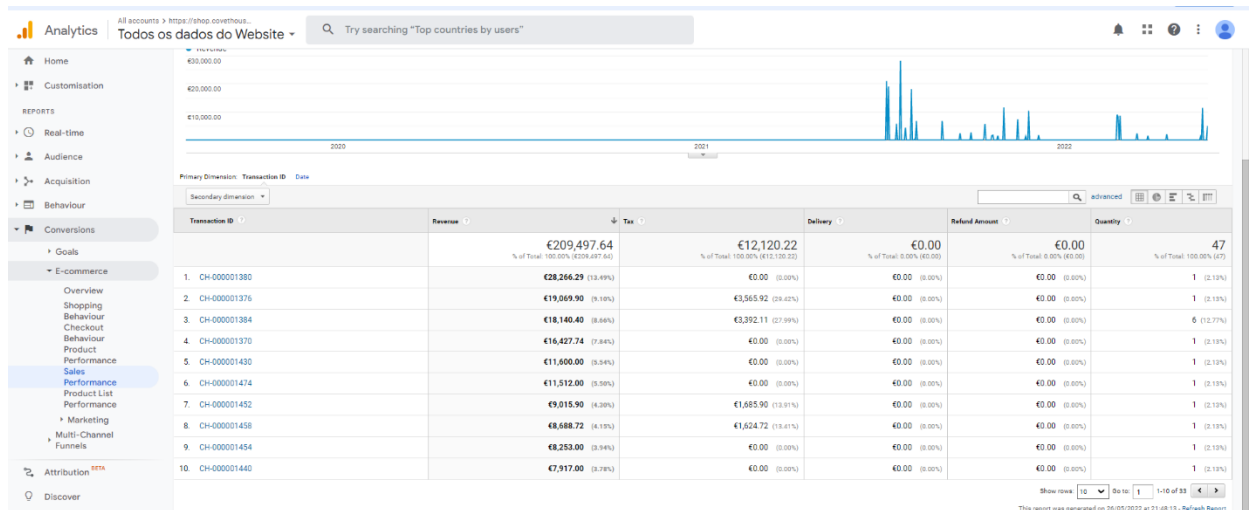 All accounts > https://shop.covethous...
Analytics
Todos os dados do Website
Try searching "Top countries by users"
Home
Customisation
REPORTS
Real-time
Audience
Acquisition
Behaviour
Conversions
Goals
E-commerce
Overview
Shopping
Behaviour
Checkout
Behaviour
Product
Performance
Sales
Performance
Product List
Performance
Marketing
Multi-Channel
Funnels
Attribution BETA
Discover
Revenue
€30,000.00
€20,000.00
€10,000.00
2020 2021 2022
Primary Dimension: Transaction ID Date
Secondary dimension
advanced
Transaction ID Revenue Tax Delivery Refund Amount Quantity
€209,497.64 €12,120.22 €0.00 €0.00 47
% of Total: 100.00% (€209,497.64) % of Total: 100.00% (€12,120.22) % of Total: 0.00% (€0.00) % of Total: 0.00% (€0.00) % of Total: 100.00% (47)
1. CH-000001380 €28,266.29 (13.49%) €0.00 (0.00%) €0.00 (0.00%) €0.00 (0.00%) 1 (2.13%)
2. CH-000001376 €19,069.90 (9.10%) €3,565.92 (29.42%) €0.00 (0.00%) €0.00 (0.00%) 1 (2.13%)
3. CH-000001384 €18,140.40 (8.66%) €3,392.11 (27.99%) €0.00 (0.00%) €0.00 (0.00%) 6 (12.77%)
4. CH-000001370 €16,427.74 (7.84%) €0.00 (0.00%) €0.00 (0.00%) €0.00 (0.00%) 1 (2.13%)
5. CH-000001430 €11,600.00 (5.54%) €0.00 (0.00%) €0.00 (0.00%) €0.00 (0.00%) 1 (2.13%)
6. CH-000001474 €11,512.00 (5.50%) €0.00 (0.00%) €0.00 (0.00%) €0.00 (0.00%) 1 (2.13%)
7. CH-000001452 €9,015.90 (4.30%) €1,685.90 (13.91%) €0.00 (0.00%) €0.00 (0.00%) 1 (2.13%)
8. CH-000001458 €8,688.72 (4.15%) €1,624.72 (13.41%) €0.00 (0.00%) €0.00 (0.00%) 1 (2.13%)
9. CH-000001454 €8,253.00 (3.94%) €0.00 (0.00%) €0.00 (0.00%) €0.00 (0.00%) 1 (2.13%)
10. CH-000001440 €7,917.00 (3.78%) €0.00 (0.00%) €0.00 (0.00%) €0.00 (0.00%) 1 (2.13%)
Show rows: 10 Go to: 1 1-10 of 33
This report was generated on 26/05/2022 at 21:48:13 - Refresh Report